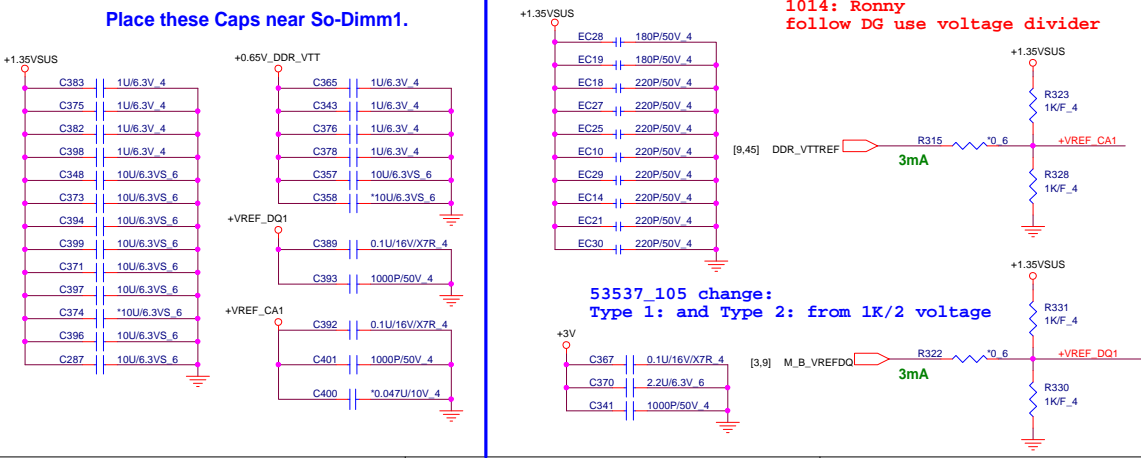 Place these Caps near So-Dimm1.
+1.35VSUS
C383 1U/6.3V_4
C375 1U/6.3V_4
C382 1U/6.3V_4
C398 1U/6.3V_4
C348 10U/6.3VS_6
C373 10U/6.3VS_6
C394 10U/6.3VS_6
C399 10U/6.3VS_6
C371 10U/6.3VS_6
C397 10U/6.3VS_6
C374 *10U/6.3VS_6
C396 10U/6.3VS_6
C287 10U/6.3VS_6
+0.65V_DDR_VTT
C365 1U/6.3V_4
C343 1U/6.3V_4
C376 1U/6.3V_4
C378 1U/6.3V_4
C357 10U/6.3VS_6
C358 *10U/6.3VS_6
+VREF_DQ1
C389 0.1U/16V/X7R_4
C393 1000P/50V_4
+VREF_CA1
C392 0.1U/16V/X7R_4
C401 1000P/50V_4
C400 *0.047U/10V_4
+1.35VSUS
EC28 180P/50V_4
EC19 180P/50V_4
EC18 220P/50V_4
EC27 220P/50V_4
EC25 220P/50V_4
EC10 220P/50V_4
EC29 220P/50V_4
EC14 220P/50V_4
EC21 220P/50V_4
EC30 220P/50V_4
1014: Ronny
follow DG use voltage divider
+1.35VSUS
R323
1K/F_4
[9,45] DDR_VTTREF R315 *0_6 +VREF_CA1
3mA
R328
1K/F_4
53537_105 change:
Type 1: and Type 2: from 1K/2 voltage
+3V
C367 0.1U/16V/X7R_4
C370 2.2U/6.3V_6
C341 1000P/50V_4
+1.35VSUS
R331
1K/F_4
[3,9] M_B_VREFDQ R322 *0_6 +VREF_DQ1
3mA
R330
1K/F_4